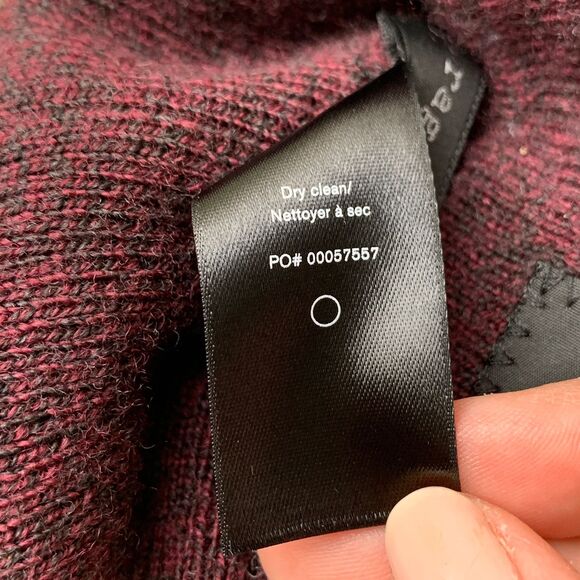 Dry clean/
Nettoyer à sec
PO# 00057557